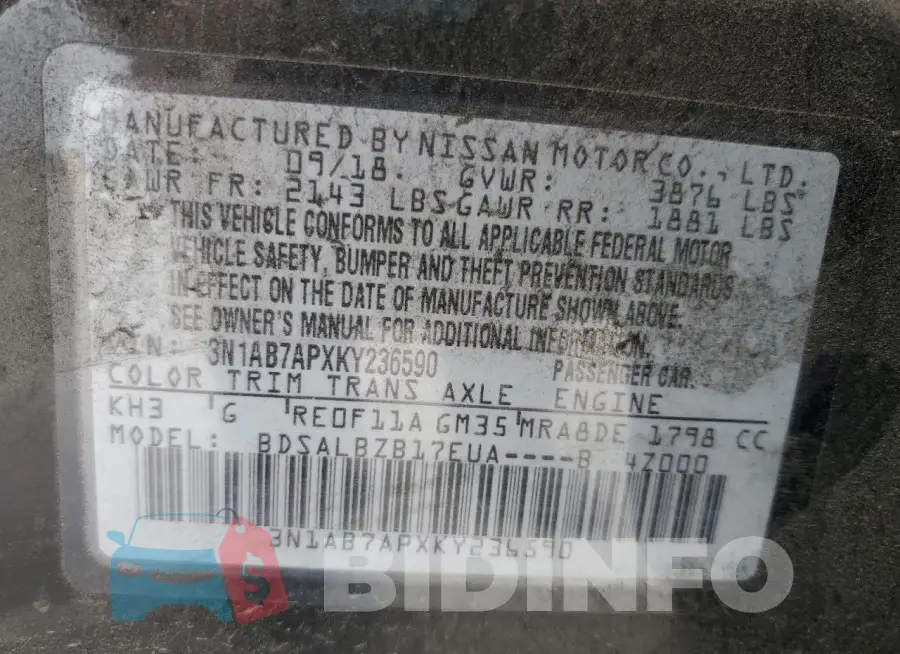 MANUFACTURED BY NISSAN MOTOR CO., LTD.
DATE: 09/18. GVWR: 3876 LBS
GAWR FR: 2143 LBS GAWR RR: 1881 LBS
THIS VEHICLE CONFORMS TO ALL APPLICABLE FEDERAL MOTOR
VEHICLE SAFETY, BUMPER AND THEFT PREVENTION STANDARDS
IN EFFECT ON THE DATE OF MANUFACTURE SHOWN ABOVE.
SEE OWNER'S MANUAL FOR ADDITIONAL INFORMATION.
VIN: 3N1AB7APXKY236590 PASSENGER CAR.
COLOR TRIM TRANS AXLE ENGINE
KH3 G RE0F11A GM35 MRA8DE 1798 CC
MODEL: BDSALBZB17EUA----B 4Z000
3N1AB7APXKY236590
$ BIDINFO